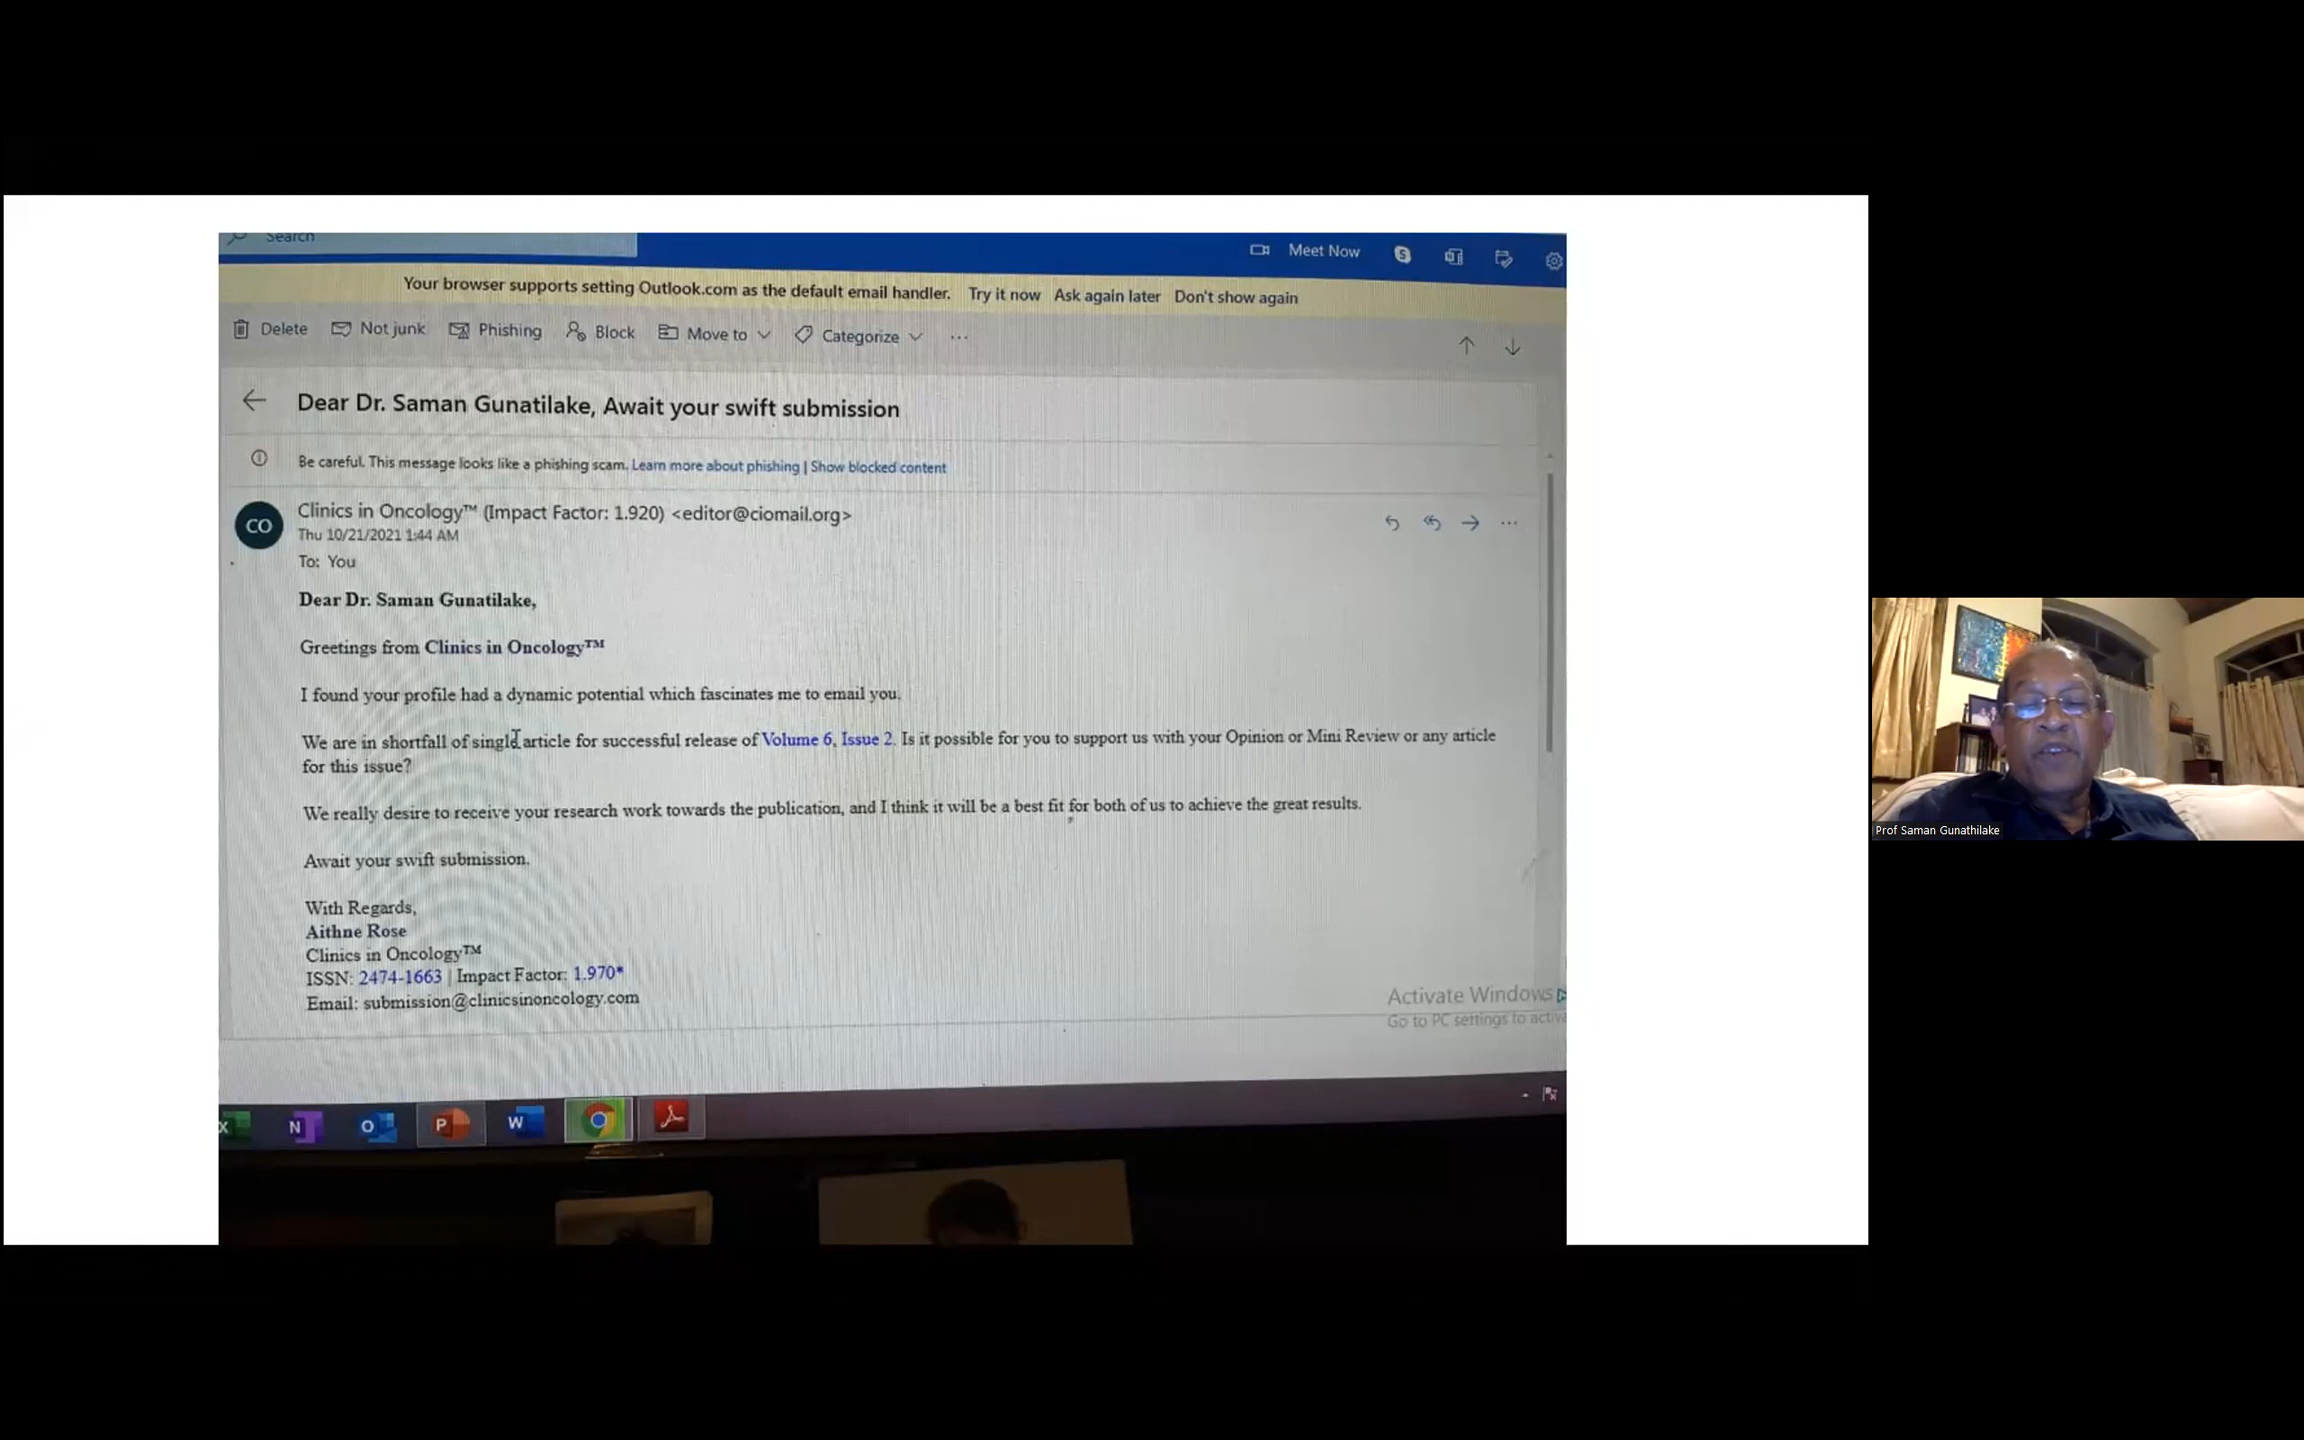 Search
Meet Now
Your browser supports setting Outlook.com as the default email handler. Try it now Ask again later Don't show again
Delete Not junk Phishing Block Move to Categorize ...
Dear Dr. Saman Gunatilake, Await your swift submission
Be careful. This message looks like a phishing scam. Learn more about phishing | Show blocked content
CO
Clinics in Oncology™ (Impact Factor: 1.920) <editor@ciomail.org>
Thu 10/21/2021 1:44 AM
To: You
Dear Dr. Saman Gunatilake,
Greetings from Clinics in Oncology™
I found your profile had a dynamic potential which fascinates me to email you.
We are in shortfall of single article for successful release of Volume 6, Issue 2. Is it possible for you to support us with your Opinion or Mini Review or any article
for this issue?
We really desire to receive your research work towards the publication, and I think it will be a best fit for both of us to achieve the great results.
Await your swift submission.
With Regards,
Aithne Rose
Clinics in Oncology™
ISSN: 2474-1663 | Impact Factor: 1.970*
Email: submission@clinicsinoncology.com
Activate Windows
Go to PC settings to activa
X N O P W
Prof Saman Gunathilake